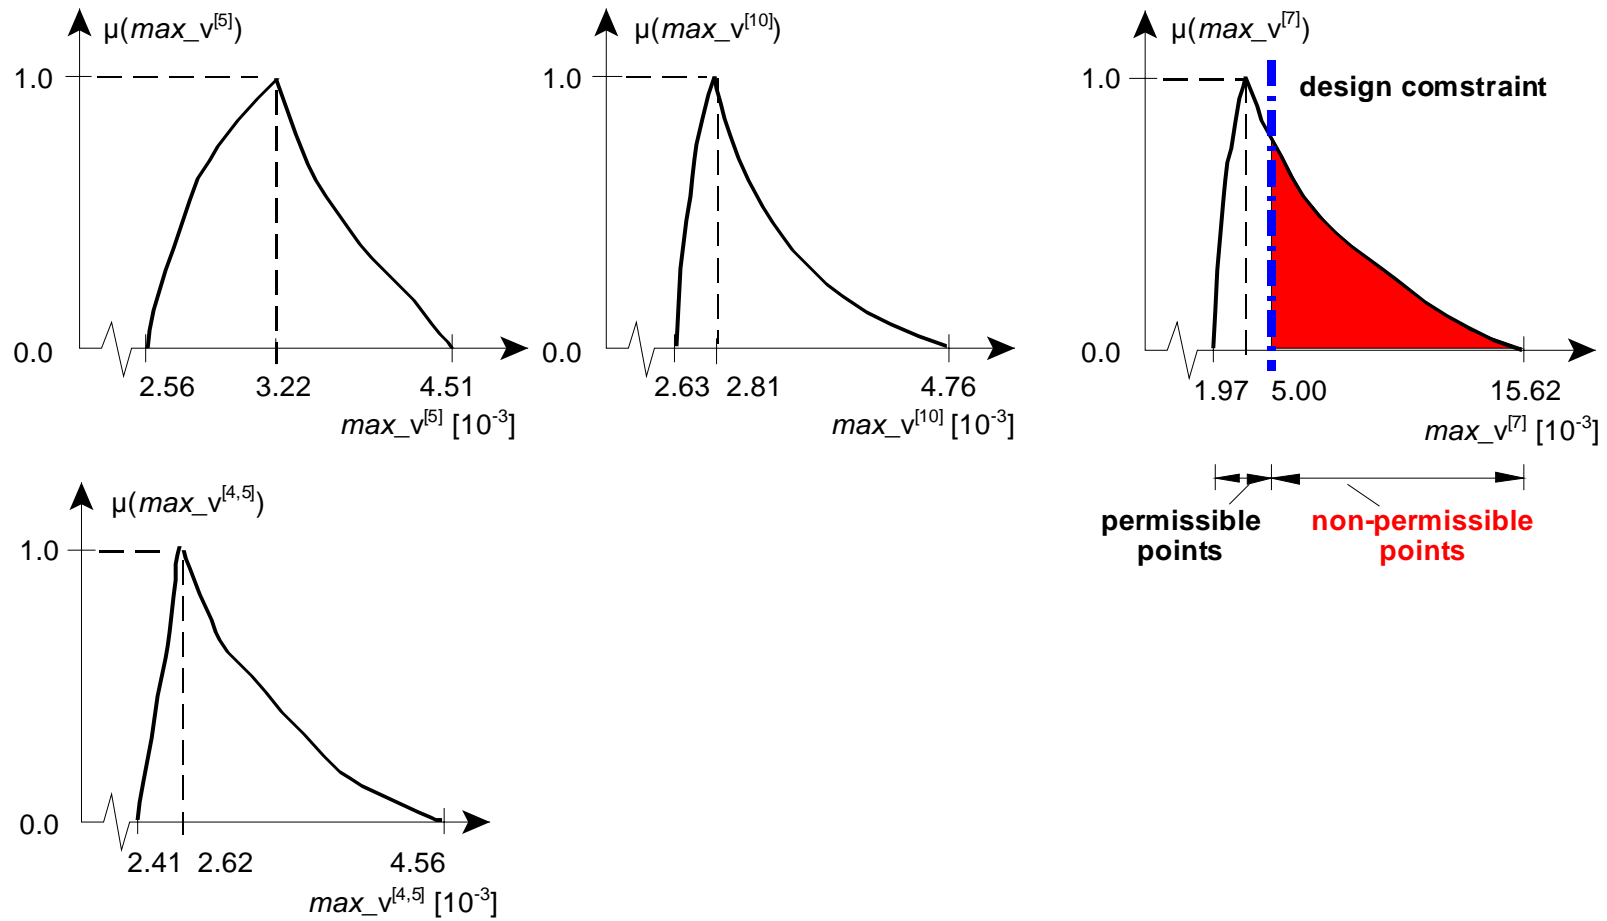 μ(max_v[5])
1.0
0.0
2.56 3.22 4.51
max_v[5] [10-3]
μ(max_v[10])
1.0
0.0
2.63 2.81 4.76
max_v[10] [10-3]
μ(max_v[7])
1.0
design comstraint
0.0
1.97 5.00 15.62
max_v[7] [10-3]
permissible
points
non-permissible
points
μ(max_v[4,5])
1.0
0.0
2.41 2.62 4.56
max_v[4,5] [10-3]